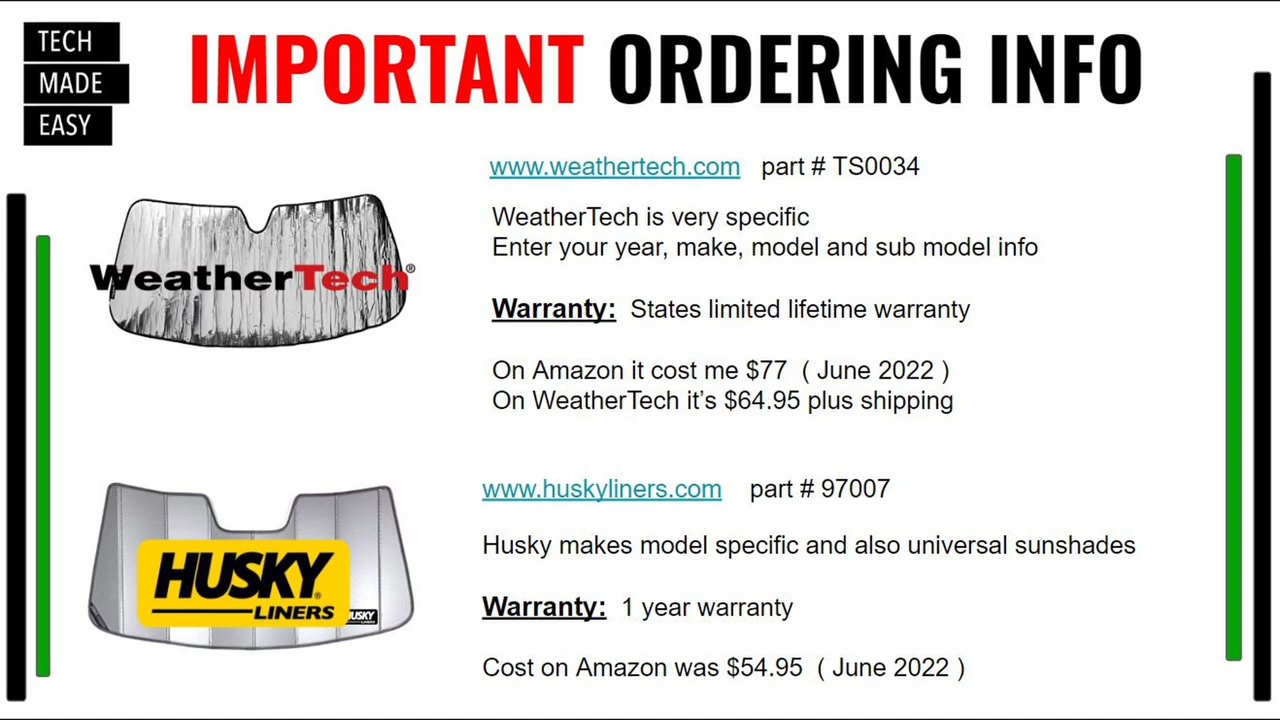 TECH
MADE
EASY
IMPORTANT ORDERING INFO
www.weathertech.com part # TS0034
WeatherTech is very specific
Enter your year, make, model and sub model info
WeatherTech®
Warranty: States limited lifetime warranty
On Amazon it cost me $77 ( June 2022 )
On WeatherTech it’s $64.95 plus shipping
www.huskyliners.com part # 97007
Husky makes model specific and also universal sunshades
HUSKY®
LINERS
HUSKY
LINERS
Warranty: 1 year warranty
Cost on Amazon was $54.95 ( June 2022 )